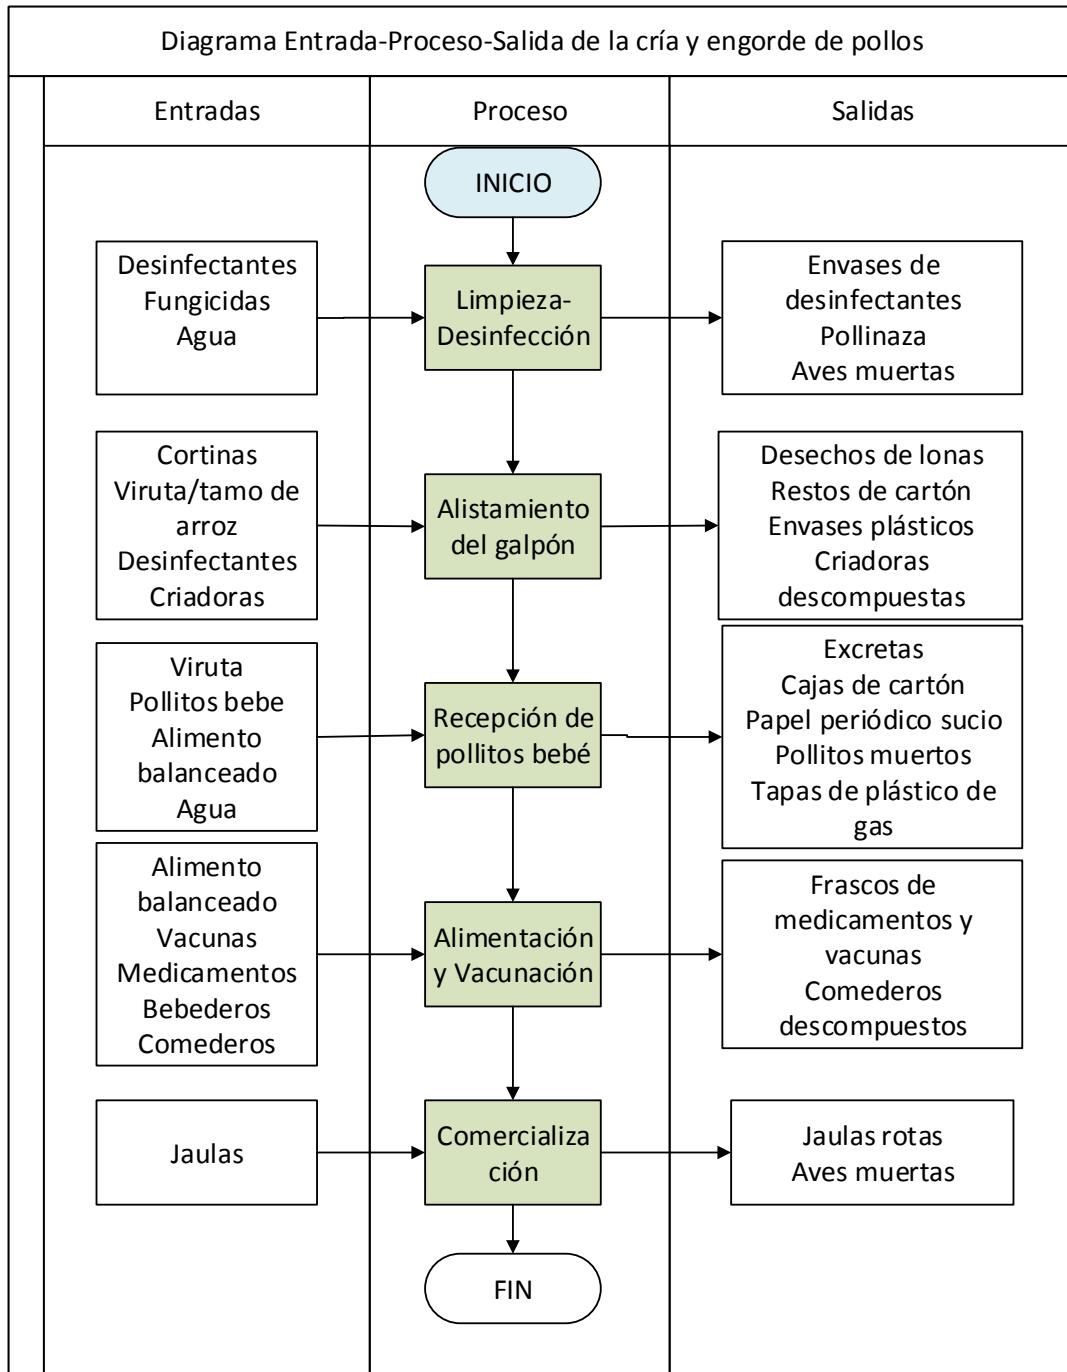 Diagrama Entrada-Proceso-Salida de la cría y engorde de pollos
Entradas
Proceso
Salidas
INICIO
Desinfectantes
Fungicidas
Agua
Limpieza-
Desinfección
Envases de
desinfectantes
Pollinaza
Aves muertas
Cortinas
Viruta/tamo de
arroz
Desinfectantes
Criadoras
Alistamiento
del galpón
Desechos de lonas
Restos de cartón
Envases plásticos
Criadoras
descompuestas
Viruta
Pollitos bebe
Alimento
balanceado
Agua
Recepción de
pollitos bebé
Excretas
Cajas de cartón
Papel periódico sucio
Pollitos muertos
Tapas de plástico de
gas
Alimento
balanceado
Vacunas
Medicamentos
Bebederos
Comederos
Alimentación
y Vacunación
Frascos de
medicamentos y
vacunas
Comederos
descompuestos
Jaulas
Comercializa
ción
Jaulas rotas
Aves muertas
FIN